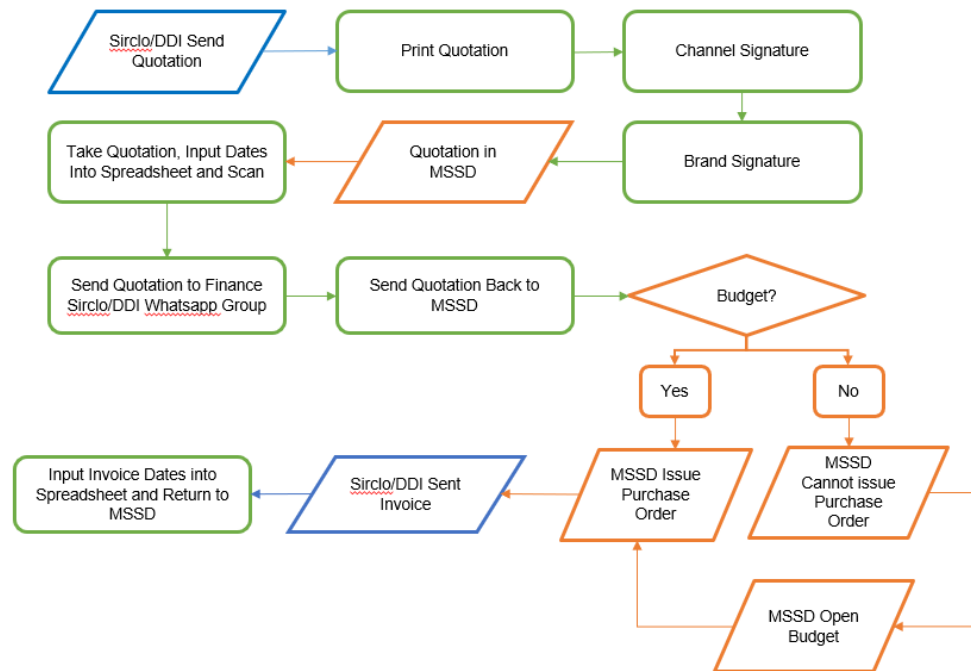 Sirclo/DDI Send
Quotation
Print Quotation
Channel Signature
Take Quotation, Input Dates
Into Spreadsheet and Scan
Quotation in
MSSD
Brand Signature
Send Quotation to Finance
Sirclo/DDI Whatsapp Group
Send Quotation Back to
MSSD
Budget?
Yes
No
Input Invoice Dates into
Spreadsheet and Return to
MSSD
Sirclo/DDI Sent
Invoice
MSSD Issue
Purchase
Order
MSSD
Cannot issue
Purchase
Order
MSSD Open
Budget